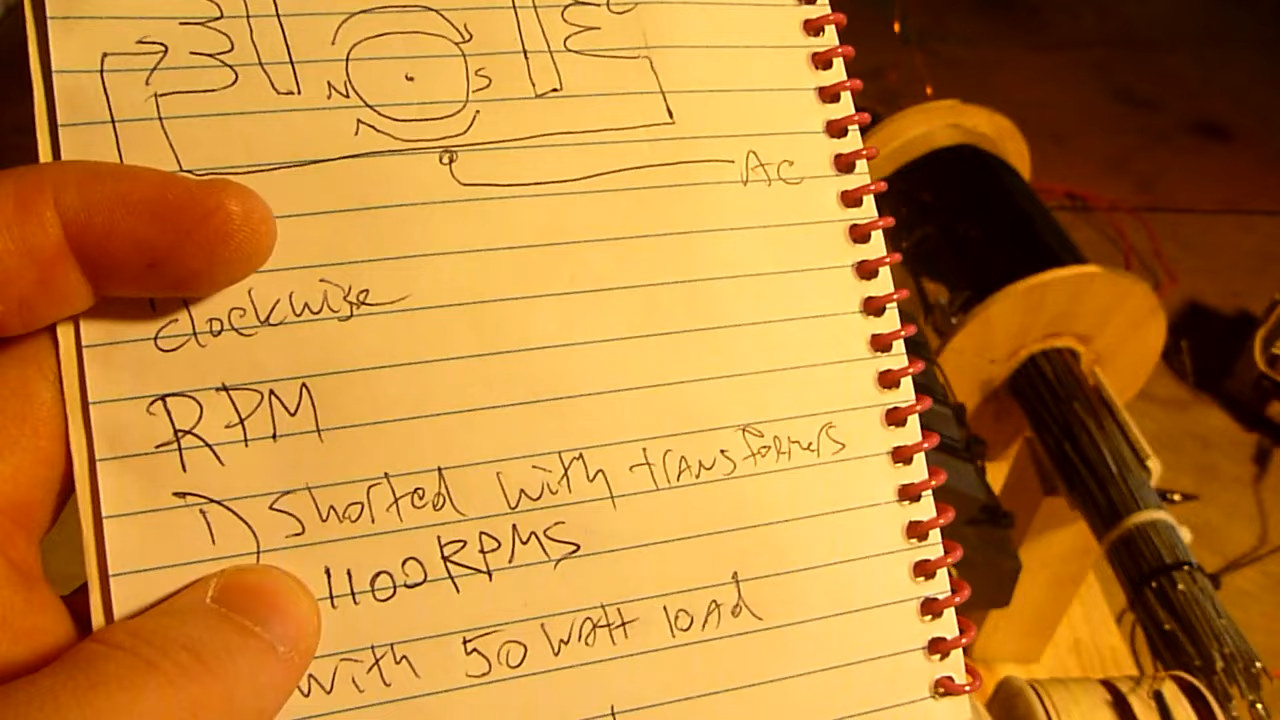 N S
AC
clockwise
RPM
1) Shorted with transformers
1100 RPMS
with 50 watt load